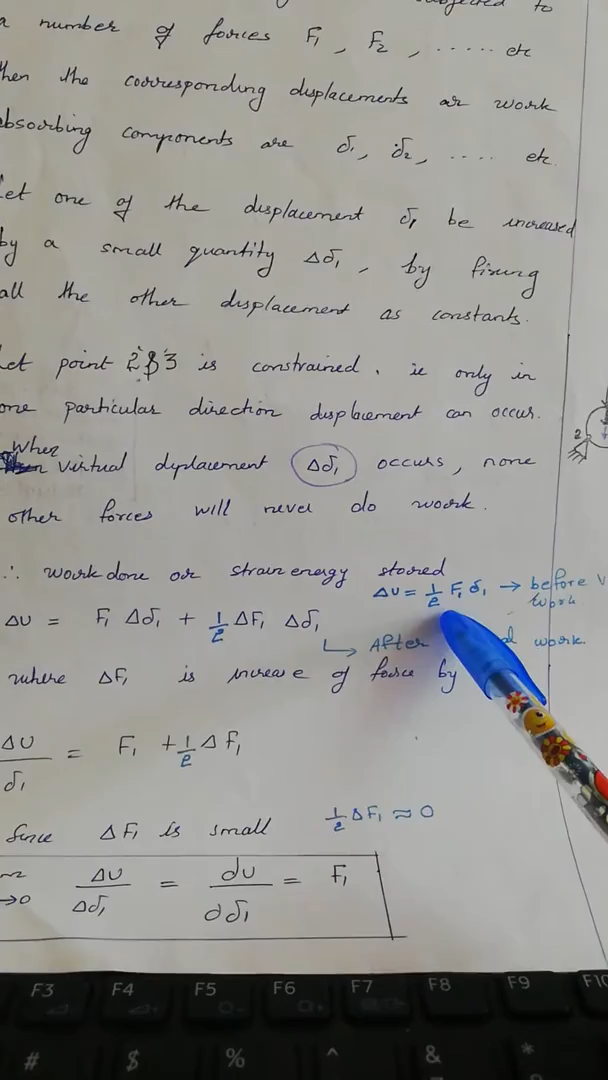 a number of forces F1, F2, ..... etc
then the corresponding displacements ar work
absorbing components are δ1, δ2, .... etc.
Let one of the displacement δ1 be increased
by a small quantity Δδ1, by fixing
all the other displacement as constants.
Let point 2 & 3 is constrained. ie only in
one particular direction displacement can occur.
When virtual displacement Δδ1 occurs, none
other forces will never do work.
∴ work done or strain energy stored
ΔU = 1/2 F1 δ1 → before V
work
ΔU = F1 Δδ1 + 1/2 ΔF1 Δδ1
↳ After al work.
where ΔF1 is increase of force by
ΔU/δ1 = F1 + 1/2 ΔF1
Since ΔF1 is small 1/2 ΔF1 ≈ 0
→0 ΔU/Δδ1 = dU/∂δ1 = F1
2
F3 F4 F5 F6 F7 F8 F9 F10
# $ % ^ & *